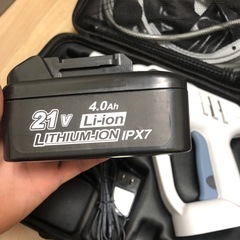 4.0Ah
21V Li-ion
LITHIUM-ION IPX7